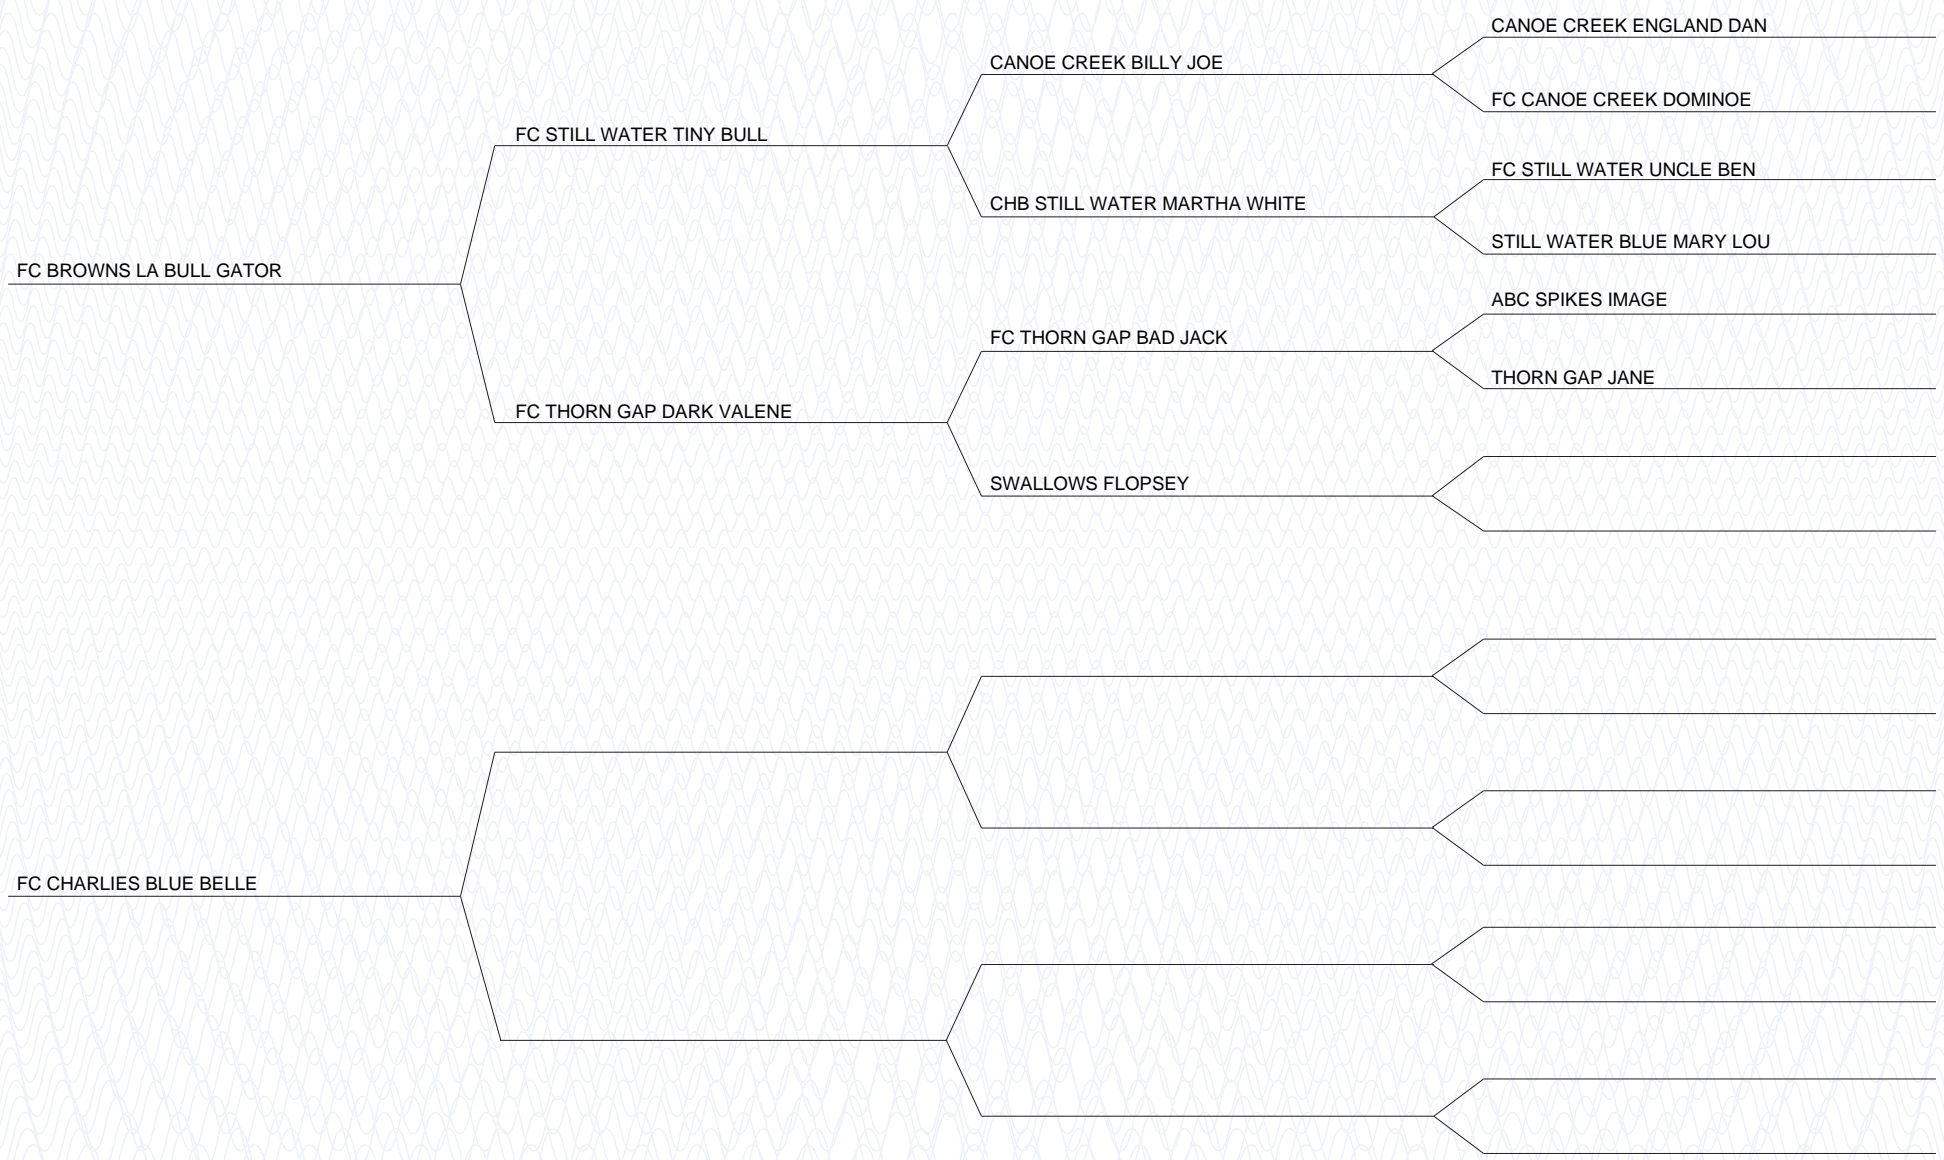 CANOE CREEK ENGLAND DAN
CANOE CREEK BILLY JOE
FC CANOE CREEK DOMINOE
FC STILL WATER TINY BULL
FC STILL WATER UNCLE BEN
CHB STILL WATER MARTHA WHITE
STILL WATER BLUE MARY LOU
FC BROWNS LA BULL GATOR
ABC SPIKES IMAGE
FC THORN GAP BAD JACK
THORN GAP JANE
FC THORN GAP DARK VALENE
SWALLOWS FLOPSEY
FC CHARLIES BLUE BELLE